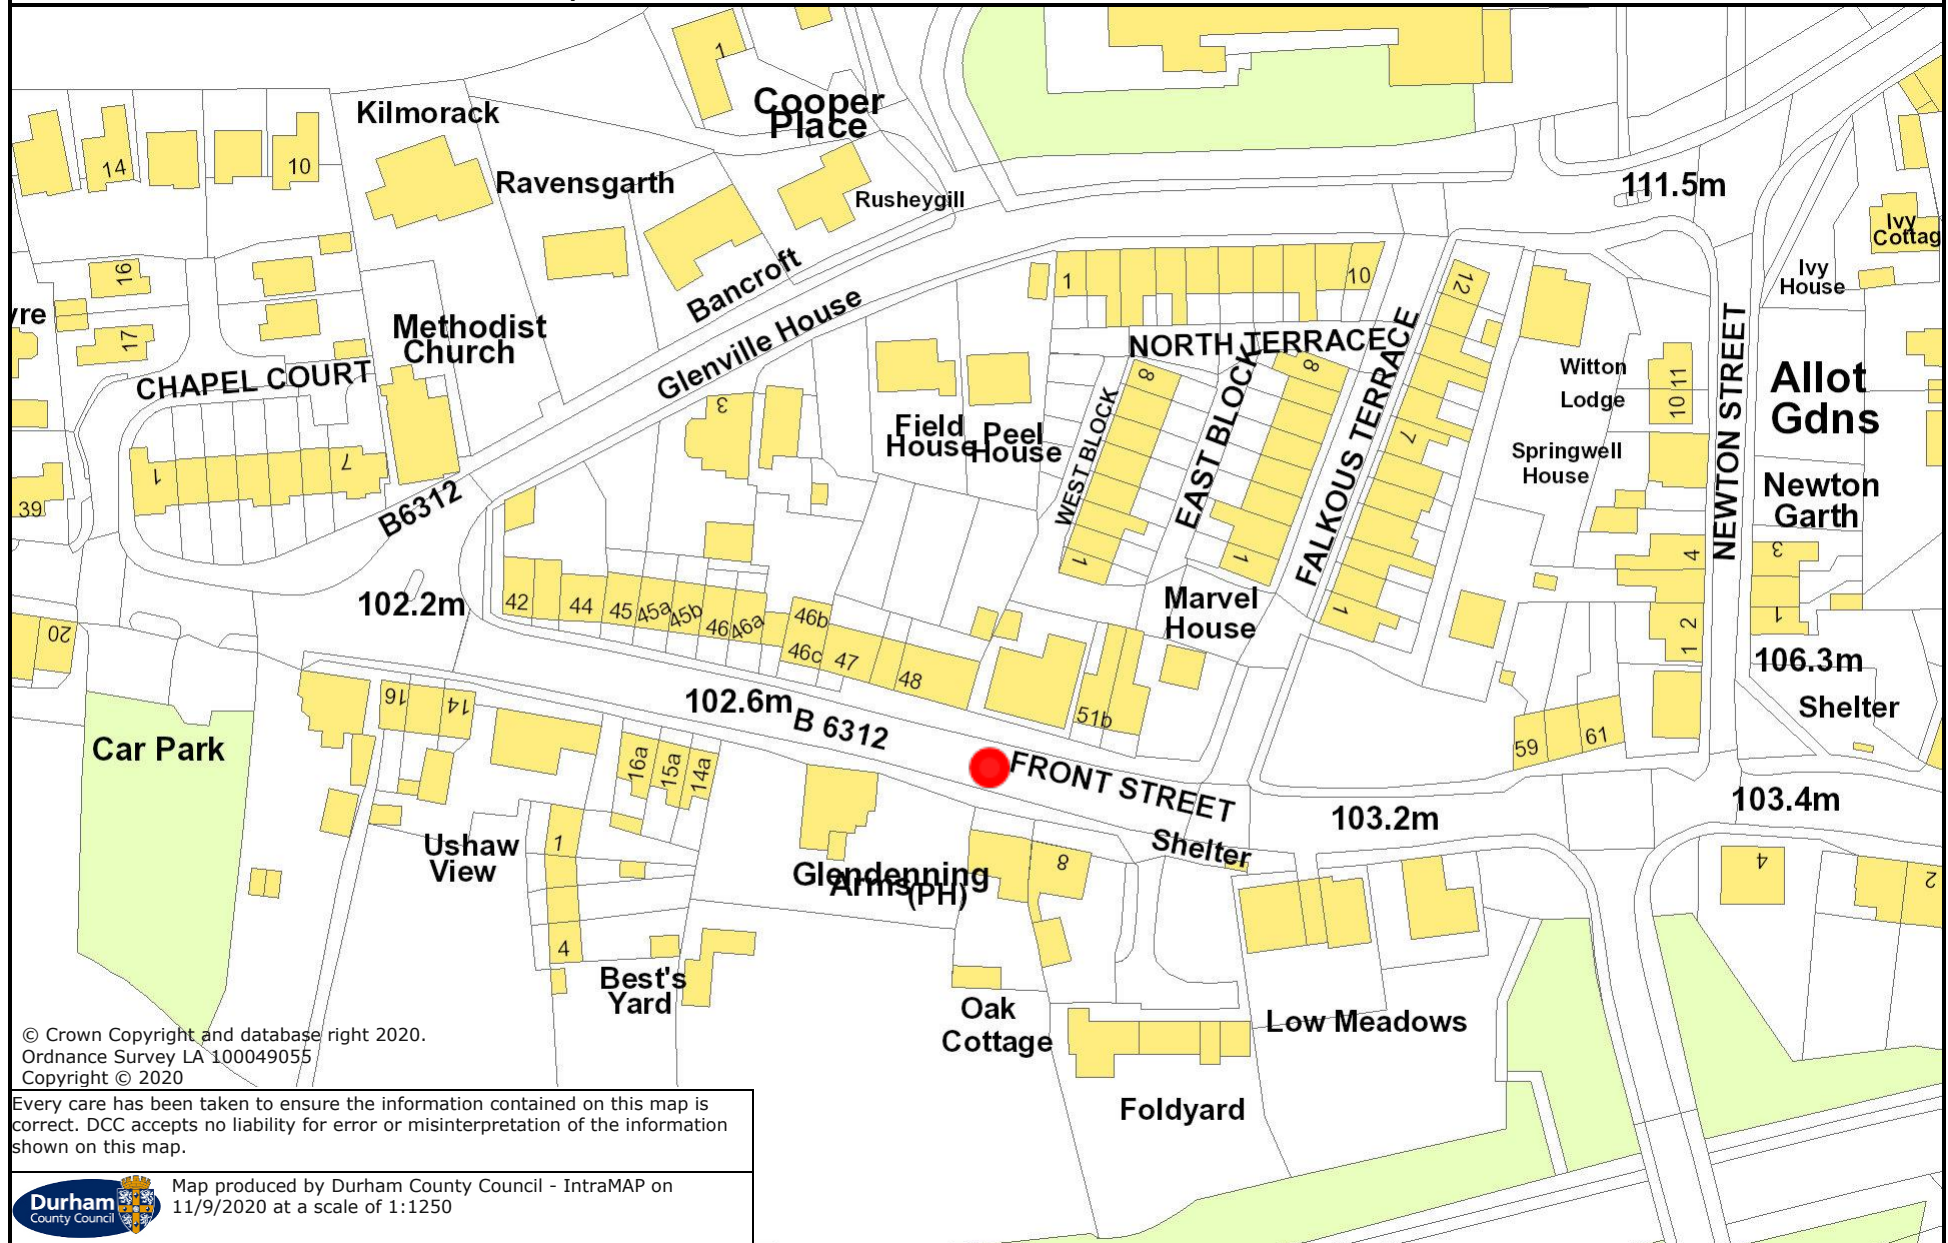 1
Cooper
Place
Kilmorack
14
10
Ravensgarth
Rusheygill
111.5m
Ivy
Cottag
16
Bancroft
1
10
12
Ivy
House
yre
17
Methodist
Church
Glenville House
NORTH TERRACE
CHAPEL COURT
8
8
Witton
Lodge
10 11
NEWTON STREET
Allot
Gdns
3
Field
House
Peel
House
WEST BLOCK
EAST BLOCK
FALKOUS TERRACE
7
Springwell
House
1
7
39
B6312
Newton
Garth
1
1
4
3
102.2m
42
44
45
45a
45b
46
46a
46b
46c
47
48
Marvel
House
1
2
1
1
106.3m
20
16
14
102.6m
B 6312
51b
Shelter
Car Park
16a
15a
14a
FRONT STREET
59
61
103.2m
103.4m
Ushaw
View
1
4
Glendenning
Arms
(PH)
8
Shelter
4
2
Best's
Yard
Oak
Cottage
Low Meadows
Foldyard
© Crown Copyright and database right 2020.
Ordnance Survey LA 100049055
Copyright © 2020
Every care has been taken to ensure the information contained on this map is
correct. DCC accepts no liability for error or misinterpretation of the information
shown on this map.
Durham
County Council
Map produced by Durham County Council - IntraMAP on
11/9/2020 at a scale of 1:1250